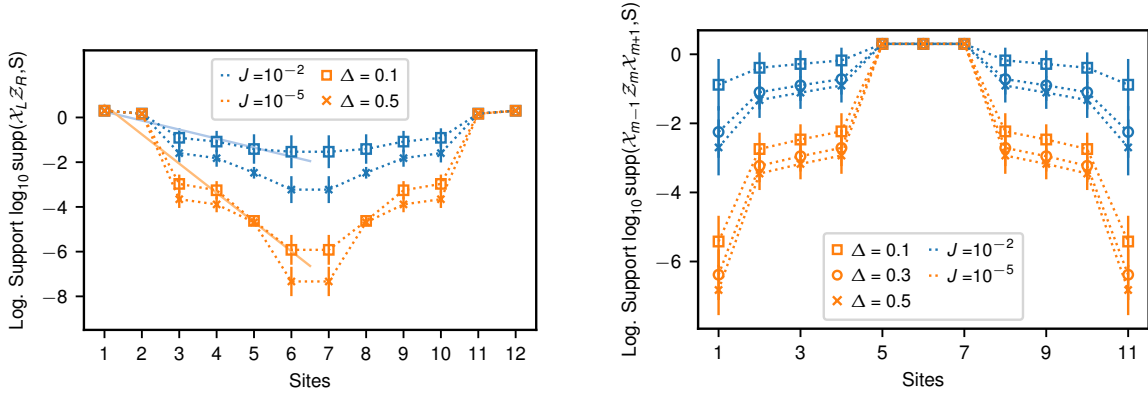 Log. Support log₁₀ supp(𝒳_L 𝒵_R,S)
0
−2
−4
−6
−8
J =10⁻²
J =10⁻⁵
Δ = 0.1
Δ = 0.5
1 2 3 4 5 6 7 8 9 10 11 12
Sites
Log. Support log₁₀ supp(𝒳_{m−1} 𝒵_m 𝒳_{m+1},S)
0
−2
−4
−6
Δ = 0.1
Δ = 0.3
Δ = 0.5
J =10⁻²
J =10⁻⁵
1 3 5 7 9 11
Sites